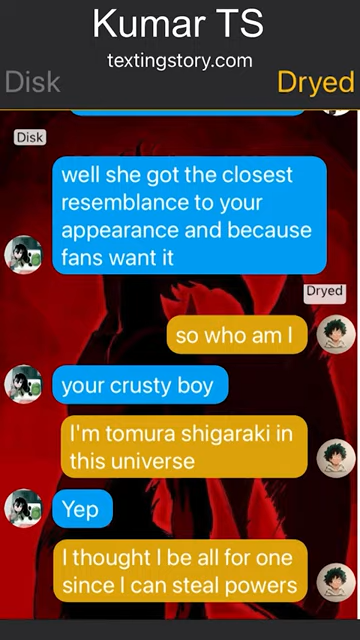 Kumar TS
textingstory.com
Disk
Dryed
Disk
well she got the closest
resemblance to your
appearance and because
fans want it
Dryed
so who am I
your crusty boy
I'm tomura shigaraki in
this universe
Yep
I thought I be all for one
since I can steal powers